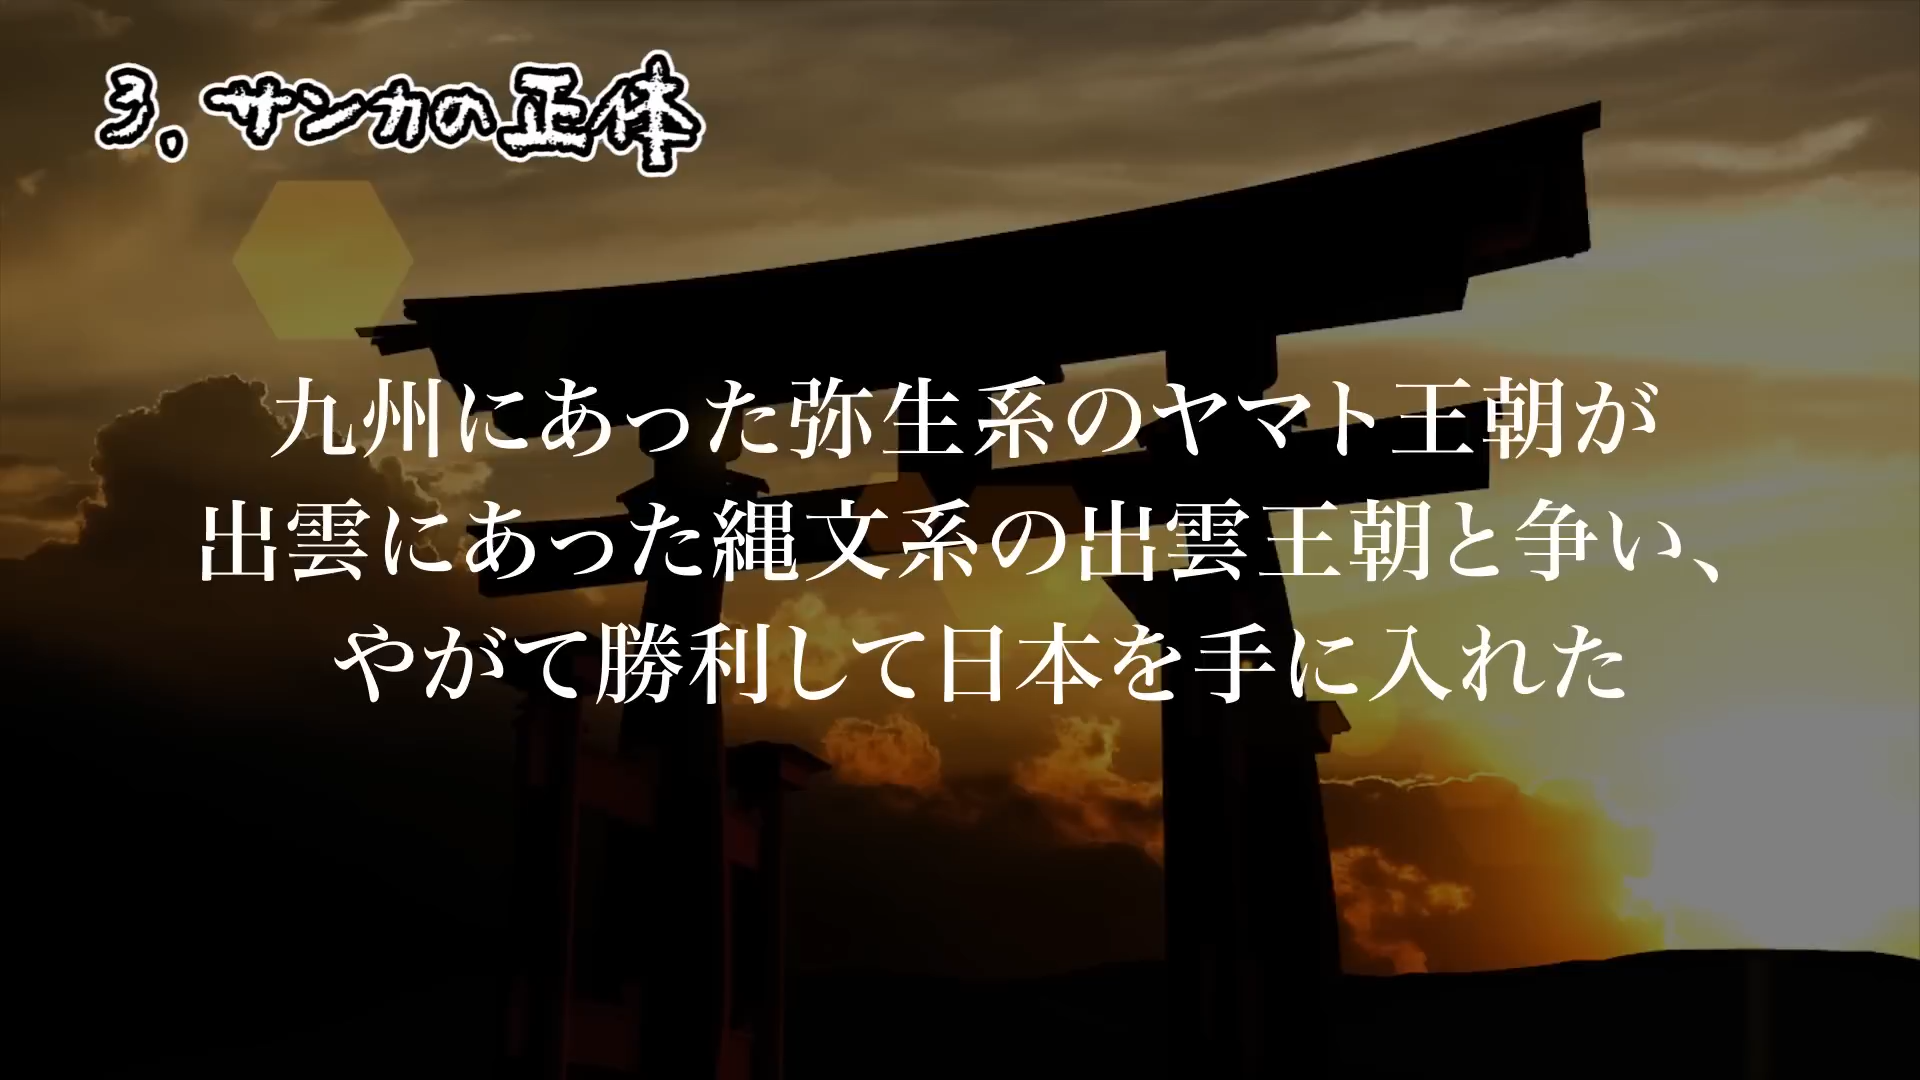 3.サンカの正体
九州にあった弥生系のヤマト王朝が
出雲にあった縄文系の出雲王朝と争い、
やがて勝利して日本を手に入れた